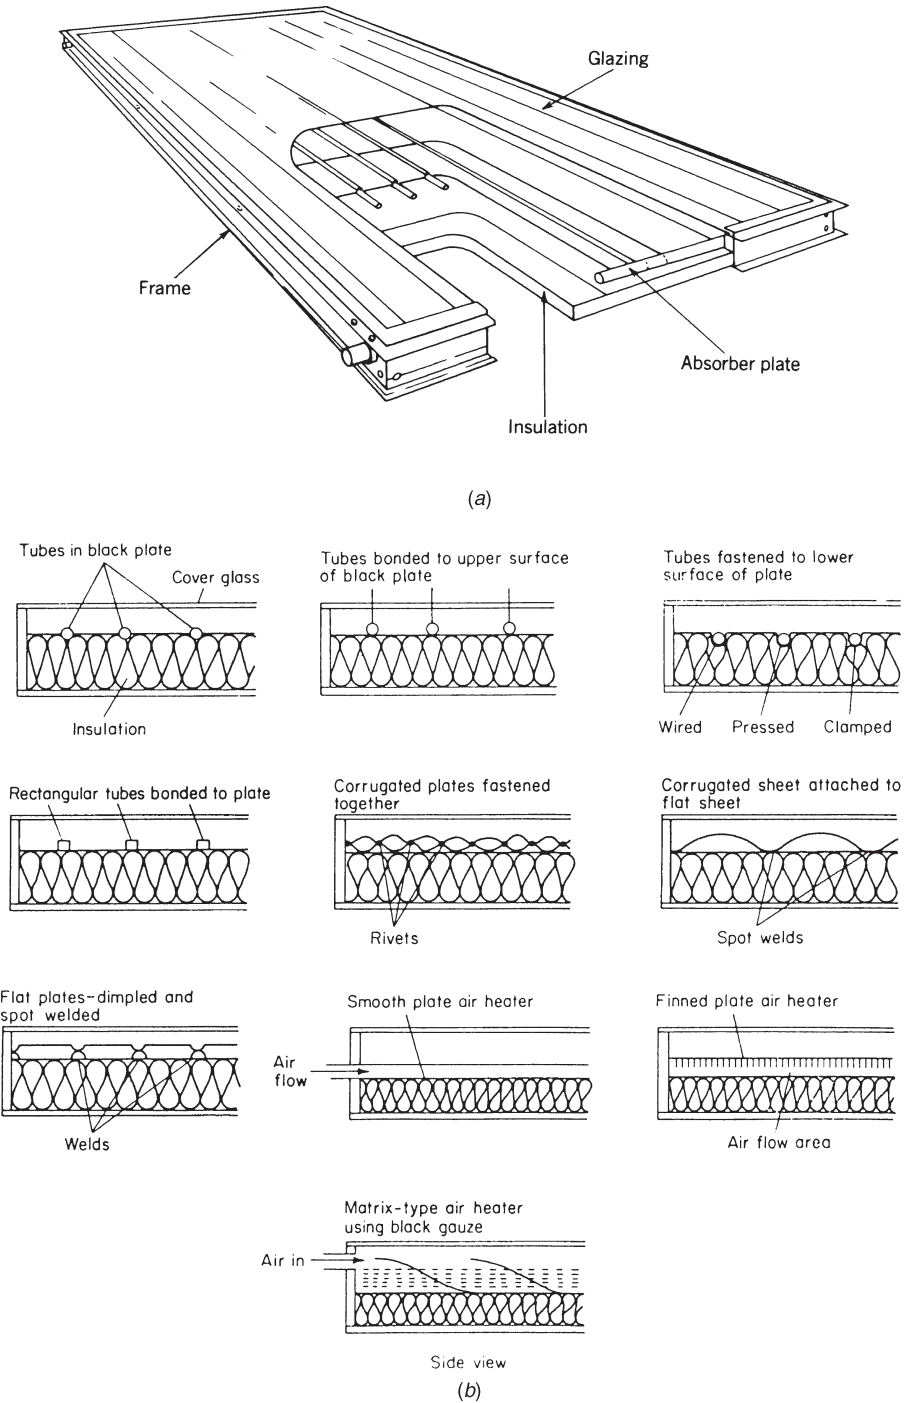 Glazing
Frame
Absorber plate
Insulation
(a)
Tubes in black plate
Cover glass
Insulation
Tubes bonded to upper surface
of black plate
Tubes fastened to lower
surface of plate
Wired
Pressed
Clamped
Rectangular tubes bonded to plate
Corrugated plates fastened
together
Rivets
Corrugated sheet attached to
flat sheet
Spot welds
Flat plates-dimpled and
spot welded
Welds
Smooth plate air heater
Air
flow
Finned plate air heater
Air flow area
Matrix-type air heater
using black gauze
Air in
Side view
(b)